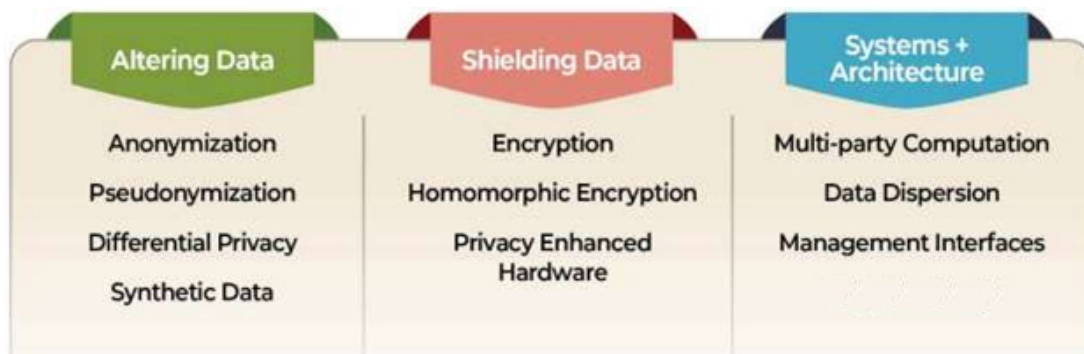 Altering Data
Anonymization
Pseudonymization
Differential Privacy
Synthetic Data
Shielding Data
Encryption
Homomorphic Encryption
Privacy Enhanced
Hardware
Systems +
Architecture
Multi-party Computation
Data Dispersion
Management Interfaces